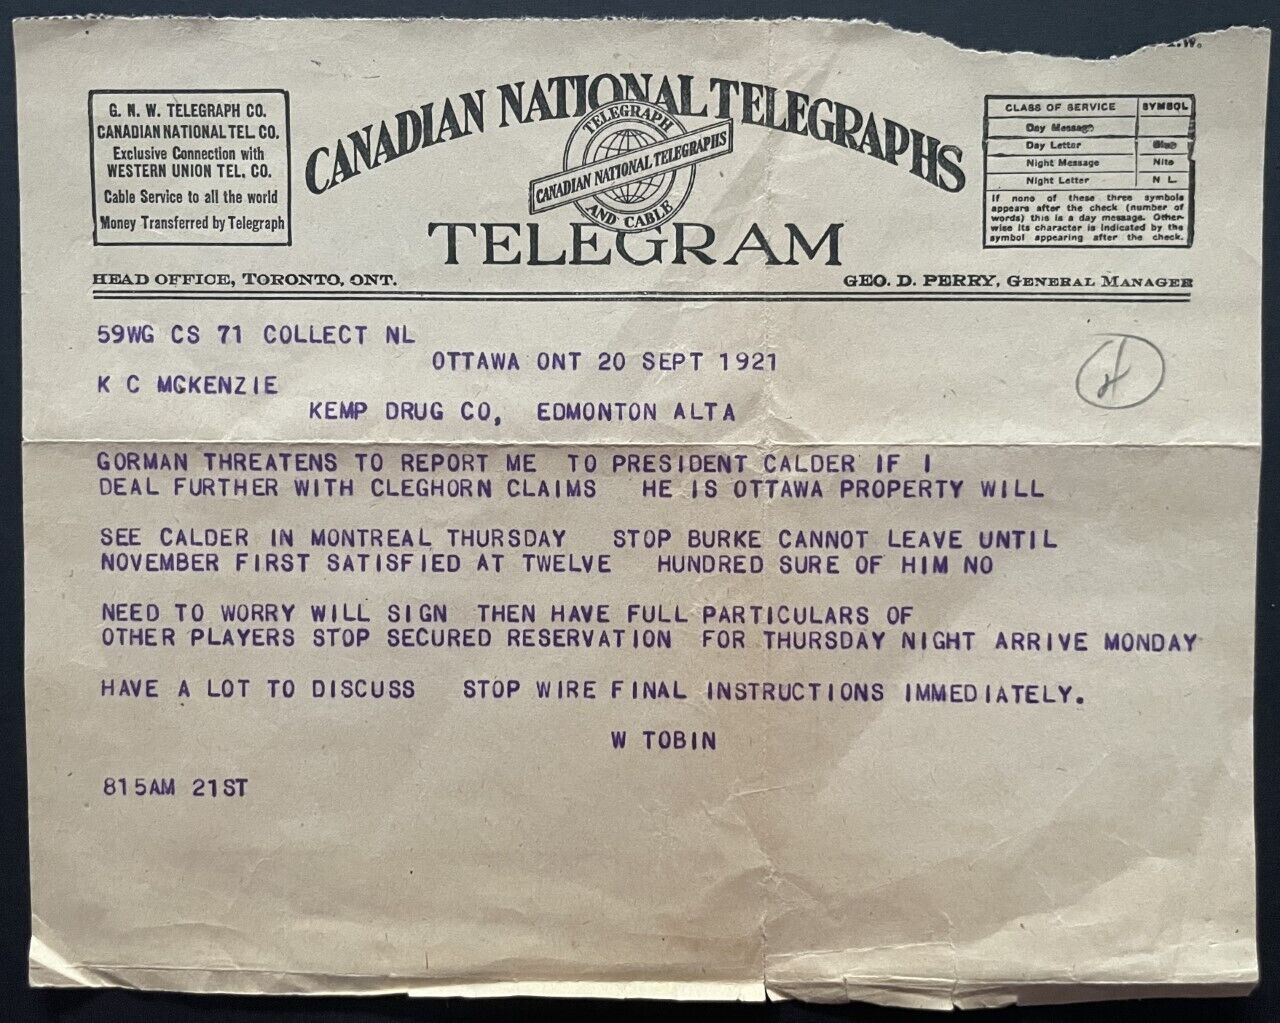 I.W.
G. N. W. TELEGRAPH CO.
CANADIAN NATIONAL TEL. CO.
Exclusive Connection with
WESTERN UNION TEL. CO.
Cable Service to all the world
Money Transferred by Telegraph
CANADIAN NATIONAL TELEGRAPHS
TELEGRAPH
CANADIAN NATIONAL TELEGRAPHS
AND CABLE
TELEGRAM
CLASS OF SERVICE SYMBOL
Day Message
Day Letter Blue
Night Message Nite
Night Letter N L
If none of these three symbols
appears after the check (number of
words) this is a day message. Other-
wise its character is indicated by the
symbol appearing after the check.
HEAD OFFICE, TORONTO, ONT.
GEO. D. PERRY, GENERAL MANAGER
59WG CS 71 COLLECT NL
OTTAWA ONT 20 SEPT 1921
K C MCKENZIE
KEMP DRUG CO, EDMONTON ALTA
GORMAN THREATENS TO REPORT ME TO PRESIDENT CALDER IF I
DEAL FURTHER WITH CLEGHORN CLAIMS HE IS OTTAWA PROPERTY WILL
SEE CALDER IN MONTREAL THURSDAY STOP BURKE CANNOT LEAVE UNTIL
NOVEMBER FIRST SATISFIED AT TWELVE HUNDRED SURE OF HIM NO
NEED TO WORRY WILL SIGN THEN HAVE FULL PARTICULARS OF
OTHER PLAYERS STOP SECURED RESERVATION FOR THURSDAY NIGHT ARRIVE MONDAY
HAVE A LOT TO DISCUSS STOP WIRE FINAL INSTRUCTIONS IMMEDIATELY.
W TOBIN
815AM 21ST